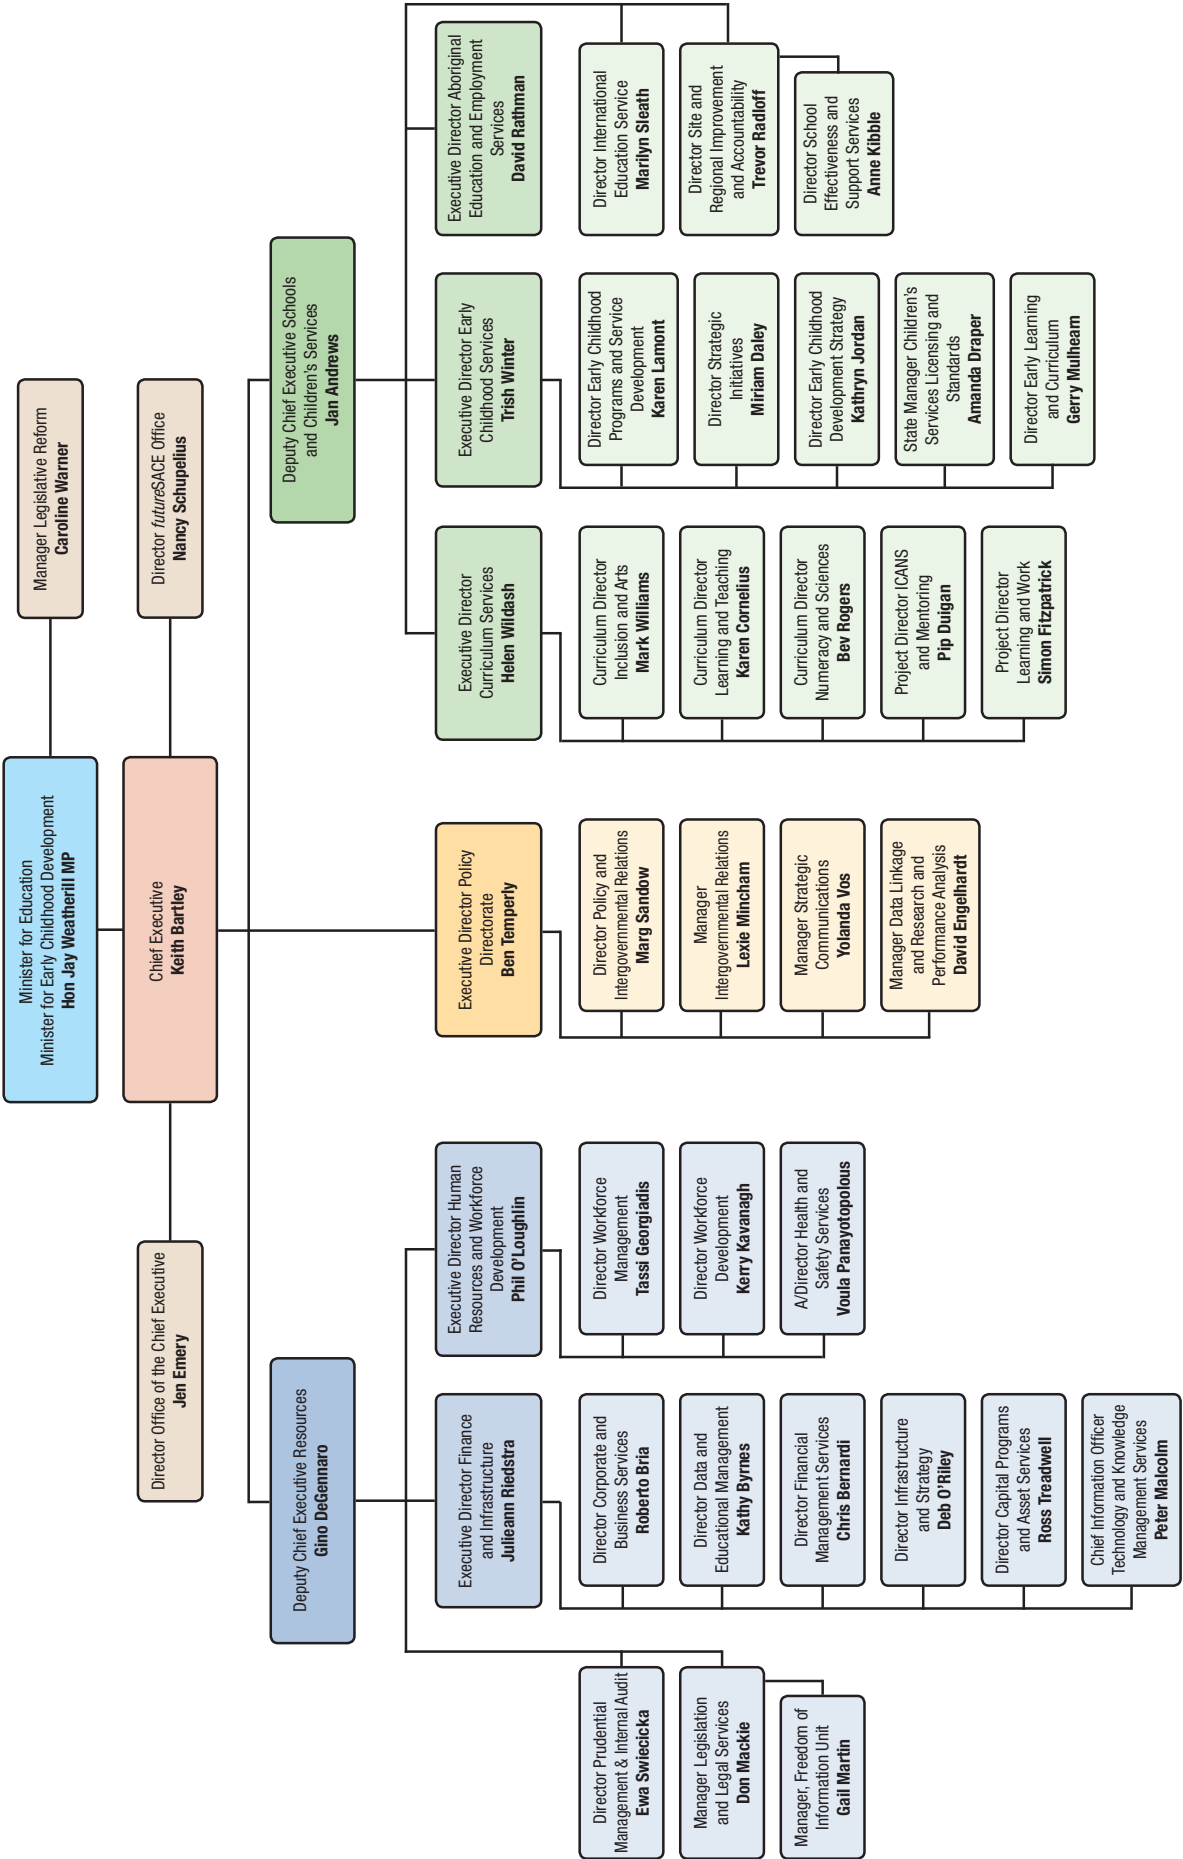 Minister for Education
Minister for Early Childhood Development
Hon Jay Weatherill MP
Manager Legislative Reform
Caroline Warner
Chief Executive
Keith Bartley
Director Office of the Chief Executive
Jen Emery
Director futureSACE Office
Nancy Schupelius
Deputy Chief Executive Resources
Gino DeGennaro
Deputy Chief Executive Schools
and Children's Services
Jan Andrews
Executive Director Finance
and Infrastructure
Julieann Riedstra
Executive Director Human
Resources and Workforce
Development
Phil O'Loughlin
Executive Director Policy
Directorate
Ben Temperly
Executive Director
Curriculum Services
Helen Wildash
Executive Director Early
Childhood Services
Trish Winter
Executive Director Aboriginal
Education and Employment
Services
David Rathman
Director Prudential
Management & Internal Audit
Ewa Swiecicka
Manager Legislation
and Legal Services
Don Mackie
Manager, Freedom of
Information Unit
Gail Martin
Director Corporate and
Business Services
Roberto Bria
Director Data and
Educational Management
Kathy Byrnes
Director Financial
Management Services
Chris Bernardi
Director Infrastructure
and Strategy
Deb O'Riley
Director Capital Programs
and Asset Services
Ross Treadwell
Chief Information Officer
Technology and Knowledge
Management Services
Peter Malcolm
Director Workforce
Management
Tassi Georgiadis
Director Workforce
Development
Kerry Kavanagh
A/Director Health and
Safety Services
Voula Panayotopolous
Director Policy and
Intergovernmental Relations
Marg Sandow
Manager
Intergovernmental Relations
Lexie Mincham
Manager Strategic
Communications
Yolanda Vos
Manager Data Linkage
and Research and
Performance Analysis
David Engelhardt
Curriculum Director
Inclusion and Arts
Mark Williams
Curriculum Director
Learning and Teaching
Karen Cornelius
Curriculum Director
Numeracy and Sciences
Bev Rogers
Project Director ICANS
and Mentoring
Pip Duigan
Project Director
Learning and Work
Simon Fitzpatrick
Director Early Childhood
Programs and Service
Development
Karen Lamont
Director Strategic
Initiatives
Miriam Daley
Director Early Childhood
Development Strategy
Kathryn Jordan
State Manager Children's
Services Licensing and
Standards
Amanda Draper
Director Early Learning
and Curriculum
Gerry Mulhearn
Director International
Education Service
Marilyn Sleath
Director Site and
Regional Improvement
and Accountability
Trevor Radloff
Director School
Effectiveness and
Support Services
Anne Kibble